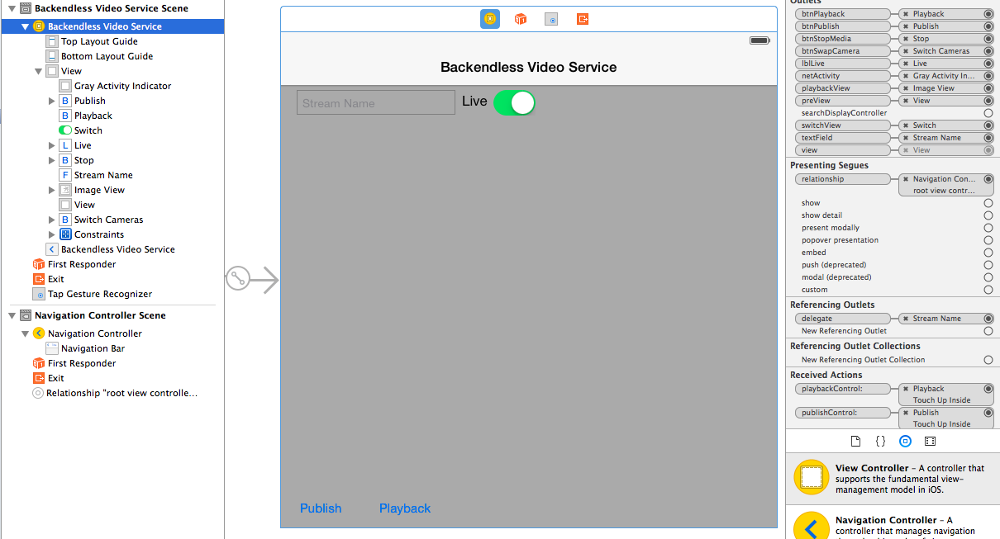 Backendless Video Service Scene
Backendless Video Service
Top Layout Guide
Bottom Layout Guide
View
Gray Activity Indicator
B Publish
B Playback
Switch
L Live
B Stop
F Stream Name
Image View
View
B Switch Cameras
Constraints
Backendless Video Service
First Responder
Exit
Tap Gesture Recognizer
Navigation Controller Scene
Navigation Controller
Navigation Bar
First Responder
Exit
Relationship "root view controlle...
Backendless Video Service
Stream Name
Live
Publish
Playback
Outlets
btnPlayback Playback
btnPublish Publish
btnStopMedia Stop
btnSwapCamera Switch Cameras
lblLive Live
netActivity Gray Activity In...
playbackView Image View
preView View
searchDisplayController
switchView Switch
textField Stream Name
view View
Presenting Segues
relationship Navigation Con...
root view contr...
show
show detail
present modally
popover presentation
embed
push (deprecated)
modal (deprecated)
custom
Referencing Outlets
delegate Stream Name
New Referencing Outlet
Referencing Outlet Collections
New Referencing Outlet Collection
Received Actions
playbackControl: Playback
Touch Up Inside
publishControl: Publish
Touch Up Inside
{}
View Controller – A controller that
supports the fundamental view-
management model in iOS.
Navigation Controller – A
controller that manages navigation